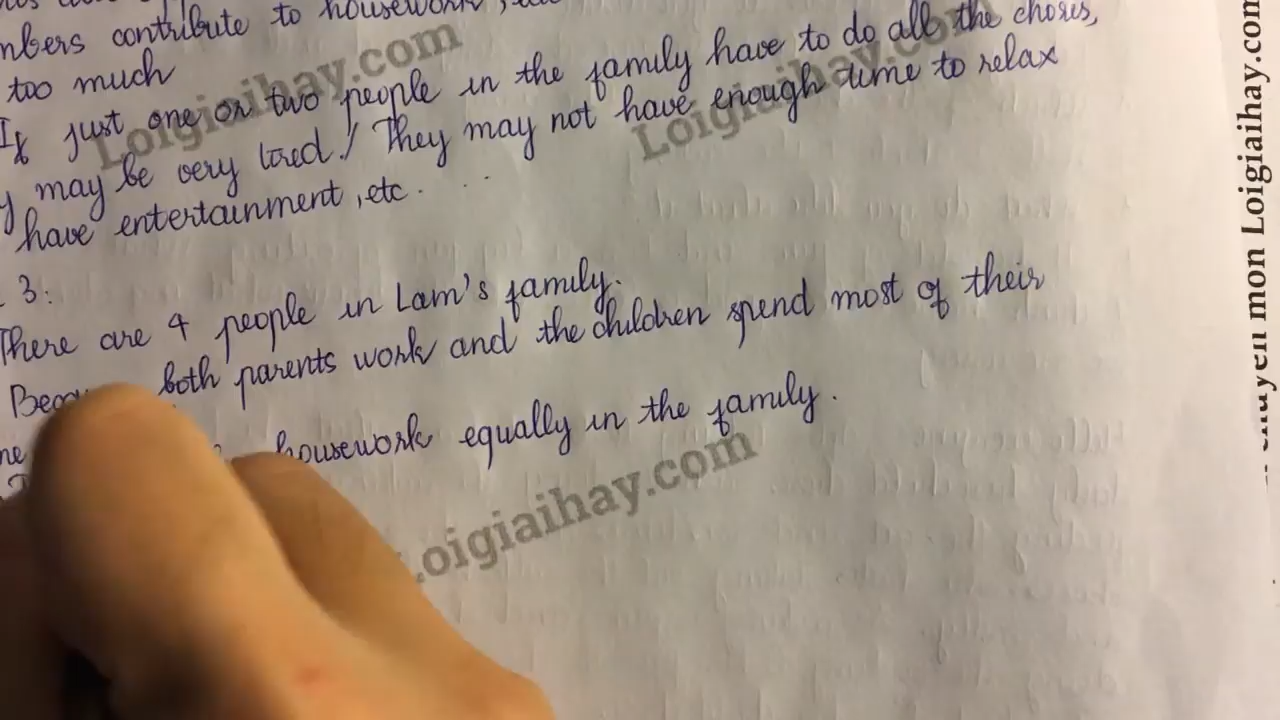 mbers contribute to housework,
too much
If just one or two people in the family have to do all the chores,
may be very tired! They may not have enough time to relax
have entertainment, etc.
3:
There are 4 people in Lam's family.
both parents work and the children spend most of their
housework equally in the family.
Loigiaihay.com
Loigiaihay.com
Loigiaihay.com
chuyen mon Loigiaihay.com